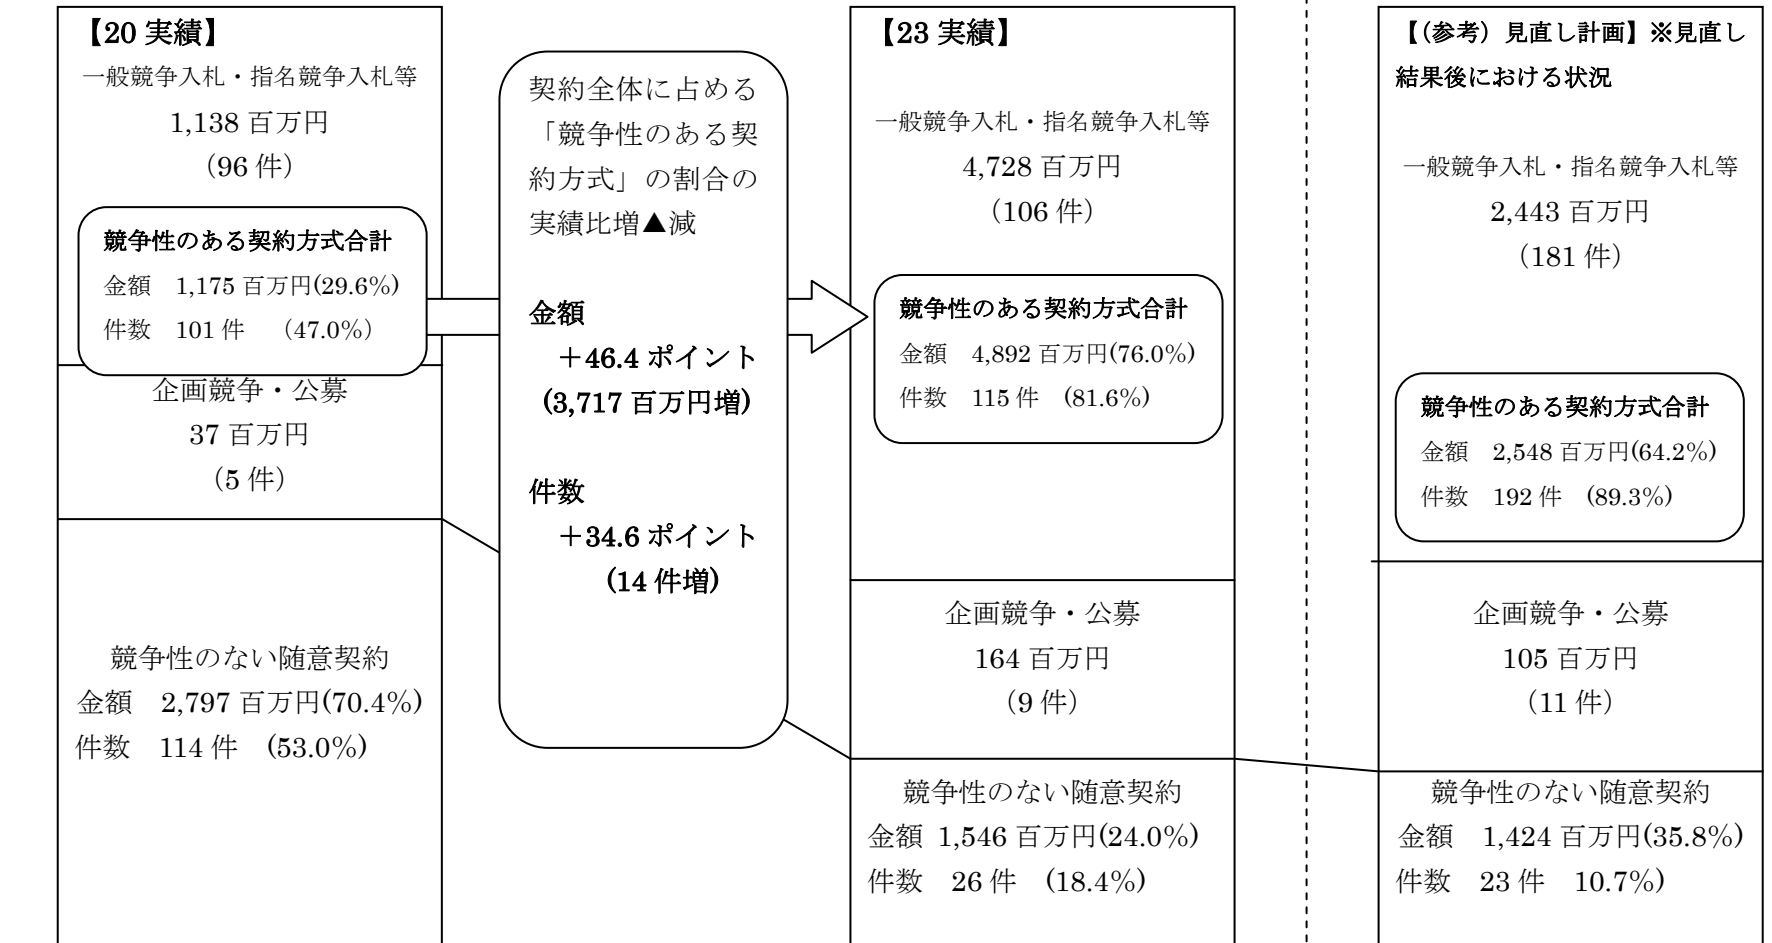 【20 実績】
一般競争入札・指名競争入札等
1,138 百万円
（96 件）
競争性のある契約方式合計
金額　1,175 百万円(29.6%)
件数　101 件　（47.0%）
企画競争・公募
37 百万円
（5 件）
競争性のない随意契約
金額　2,797 百万円(70.4%)
件数　114 件　(53.0%)
契約全体に占める
「競争性のある契
約方式」の割合の
実績比増▲減
金額
＋46.4 ポイント
(3,717 百万円増)
件数
＋34.6 ポイント
(14 件増)
【23 実績】
一般競争入札・指名競争入札等
4,728 百万円
（106 件）
競争性のある契約方式合計
金額　4,892 百万円(76.0%)
件数　115 件　(81.6%)
企画競争・公募
164 百万円
（9 件）
競争性のない随意契約
金額 1,546 百万円(24.0%)
件数　26 件　(18.4%)
【（参考）見直し計画】※見直し
結果後における状況
一般競争入札・指名競争入札等
2,443 百万円
（181 件）
競争性のある契約方式合計
金額　2,548 百万円(64.2%)
件数　192 件　(89.3%)
企画競争・公募
105 百万円
（11 件）
競争性のない随意契約
金額　1,424 百万円(35.8%)
件数　23 件　10.7%)